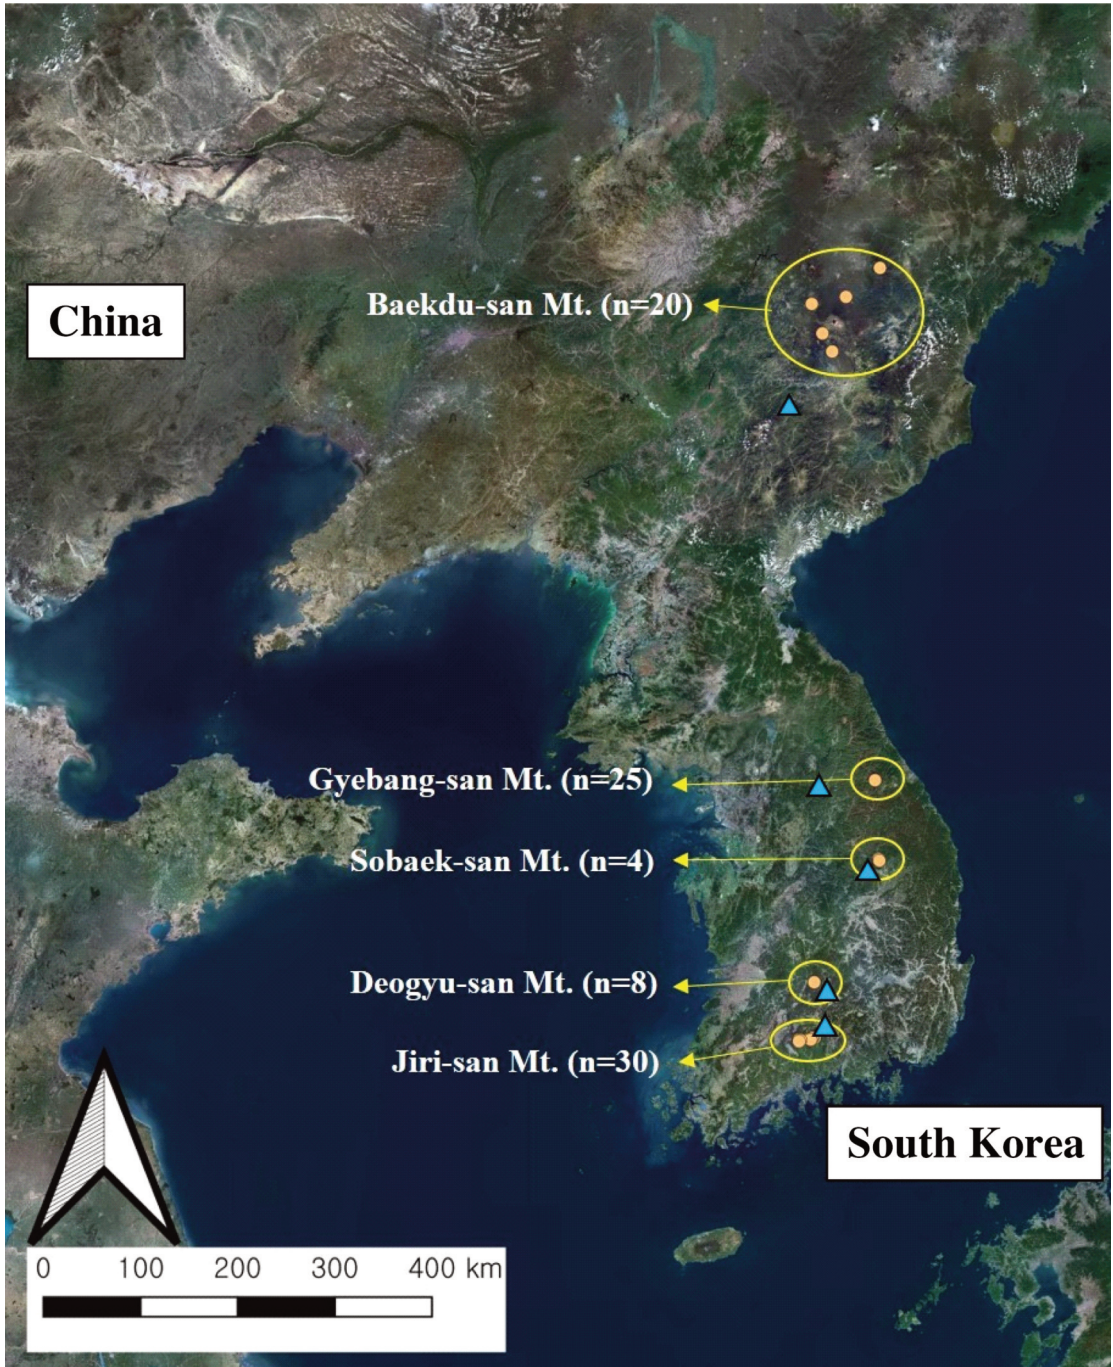 Baekdu-san Mt. (n=20)
China
Gyebang-san Mt. (n=25)
Sobaek-san Mt. (n=4)
Deogyu-san Mt. (n=8)
Jiri-san Mt. (n=30)
South Korea
0 100 200 300 400 km